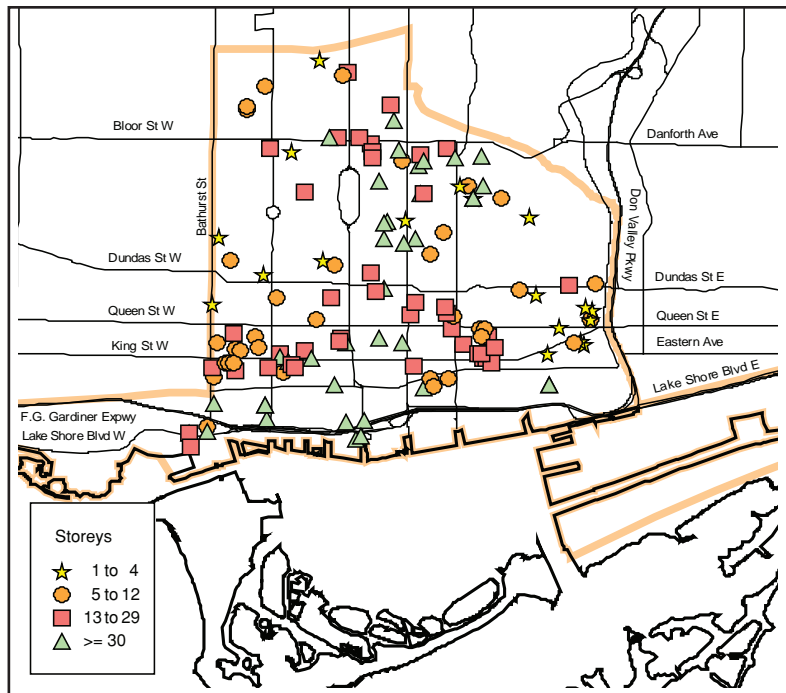 Bloor St W
Danforth Ave
Bathurst St
Don Valley Pkwy
Dundas St W
Dundas St E
Queen St W
Queen St E
King St W
Eastern Ave
Lake Shore Blvd E
F.G. Gardiner Expwy
Lake Shore Blvd W
Storeys
1 to 4
5 to 12
13 to 29
>= 30